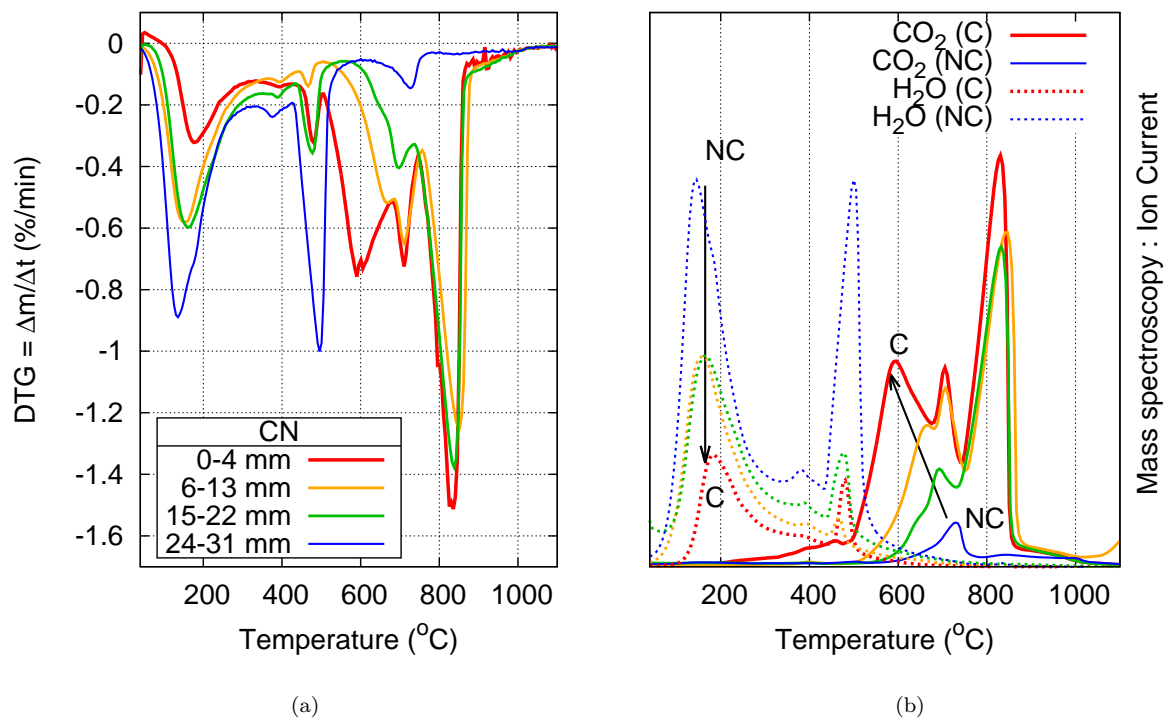 0
-0.2
-0.4
-0.6
-0.8
-1
-1.2
-1.4
-1.6
200 400 600 800 1000
DTG = Δm/Δt (%/min)
Temperature (°C)
CN
0-4 mm
6-13 mm
15-22 mm
24-31 mm
(a)
CO₂ (C)
CO₂ (NC)
H₂O (C)
H₂O (NC)
NC
C
C
NC
200 400 600 800 1000
Temperature (°C)
Mass spectroscopy : Ion Current
(b)